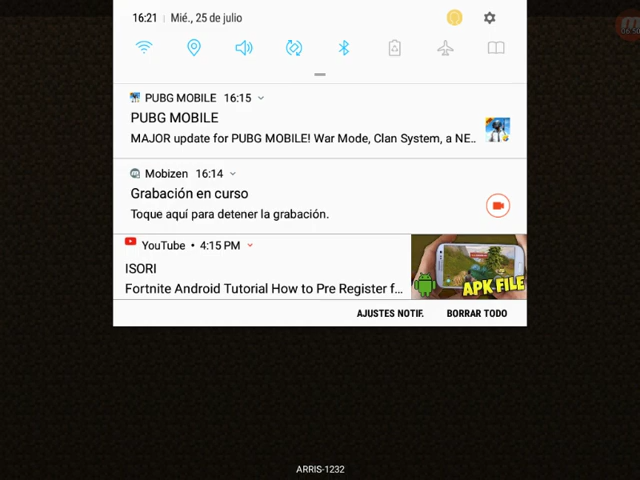 16:21 | Mié., 25 de julio
PUBG MOBILE 16:15
PUBG MOBILE
MAJOR update for PUBG MOBILE! War Mode, Clan System, a NE..
Mobizen 16:14
Grabación en curso
Toque aquí para detener la grabación.
YouTube • 4:15 PM
ISORI
Fortnite Android Tutorial How to Pre Register f...
APK FILE
AJUSTES NOTIF. BORRAR TODO
ARRIS-1232